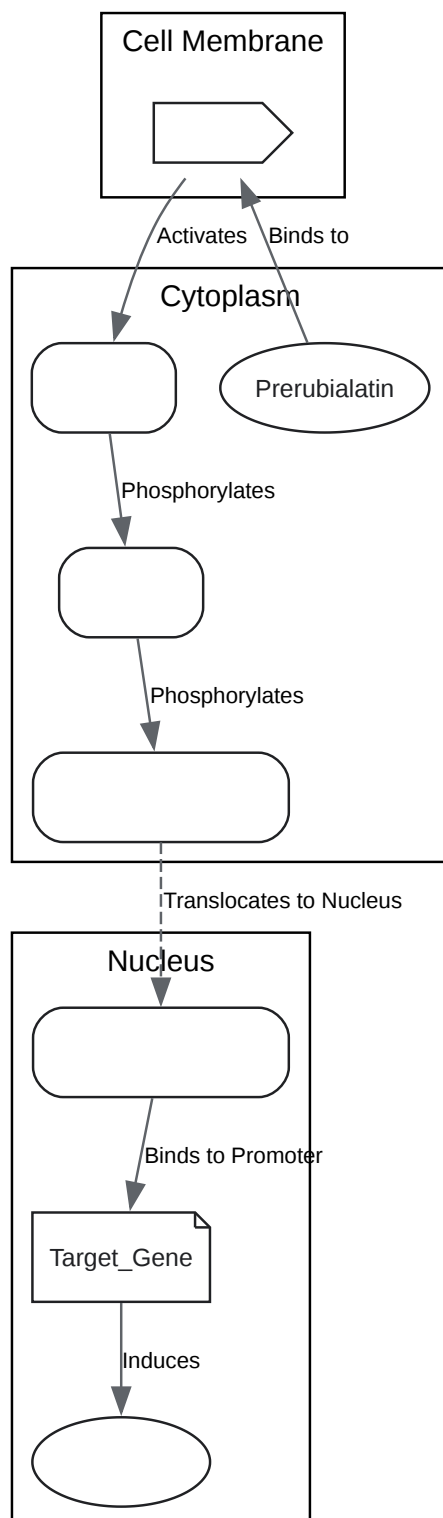 Cell Membrane
Activates
Binds to
Cytoplasm
Prerubialatin
Phosphorylates
Phosphorylates
Translocates to Nucleus
Nucleus
Binds to Promoter
Target_Gene
Induces